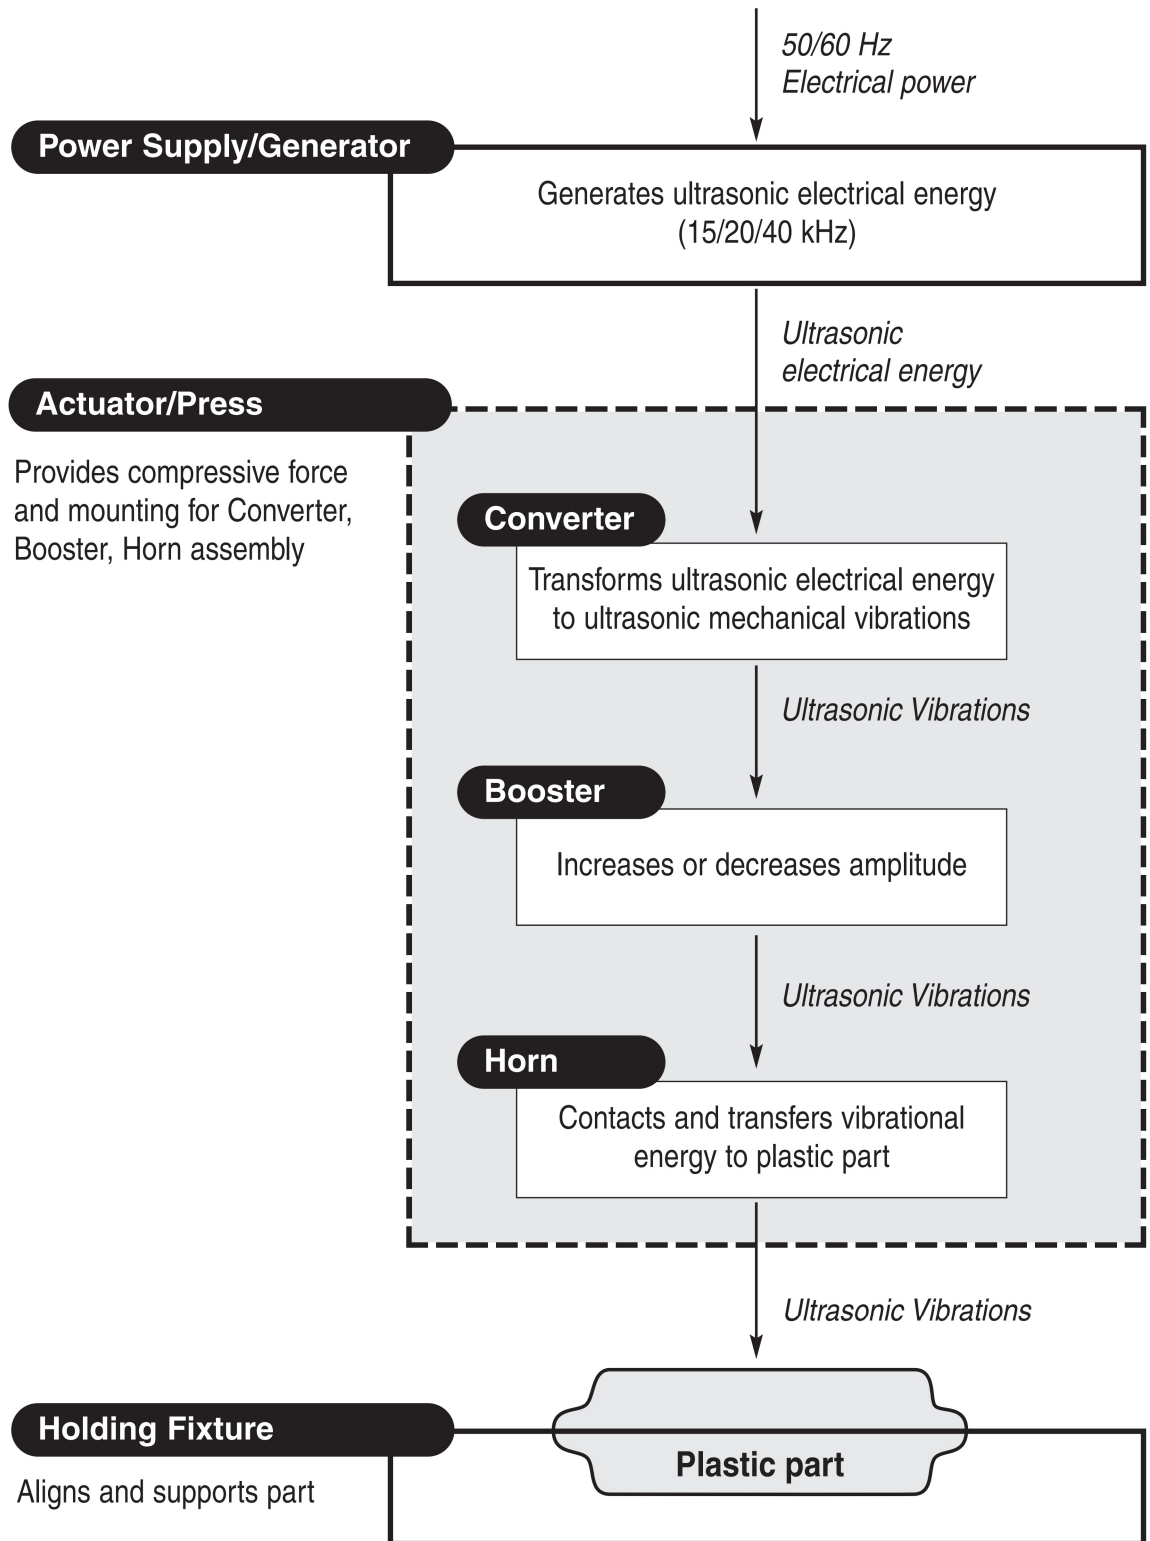 50/60 Hz
Electrical power
Power Supply/Generator
Generates ultrasonic electrical energy
(15/20/40 kHz)
Ultrasonic
electrical energy
Actuator/Press
Provides compressive force
and mounting for Converter,
Booster, Horn assembly
Converter
Transforms ultrasonic electrical energy
to ultrasonic mechanical vibrations
Ultrasonic Vibrations
Booster
Increases or decreases amplitude
Ultrasonic Vibrations
Horn
Contacts and transfers vibrational
energy to plastic part
Ultrasonic Vibrations
Holding Fixture
Plastic part
Aligns and supports part